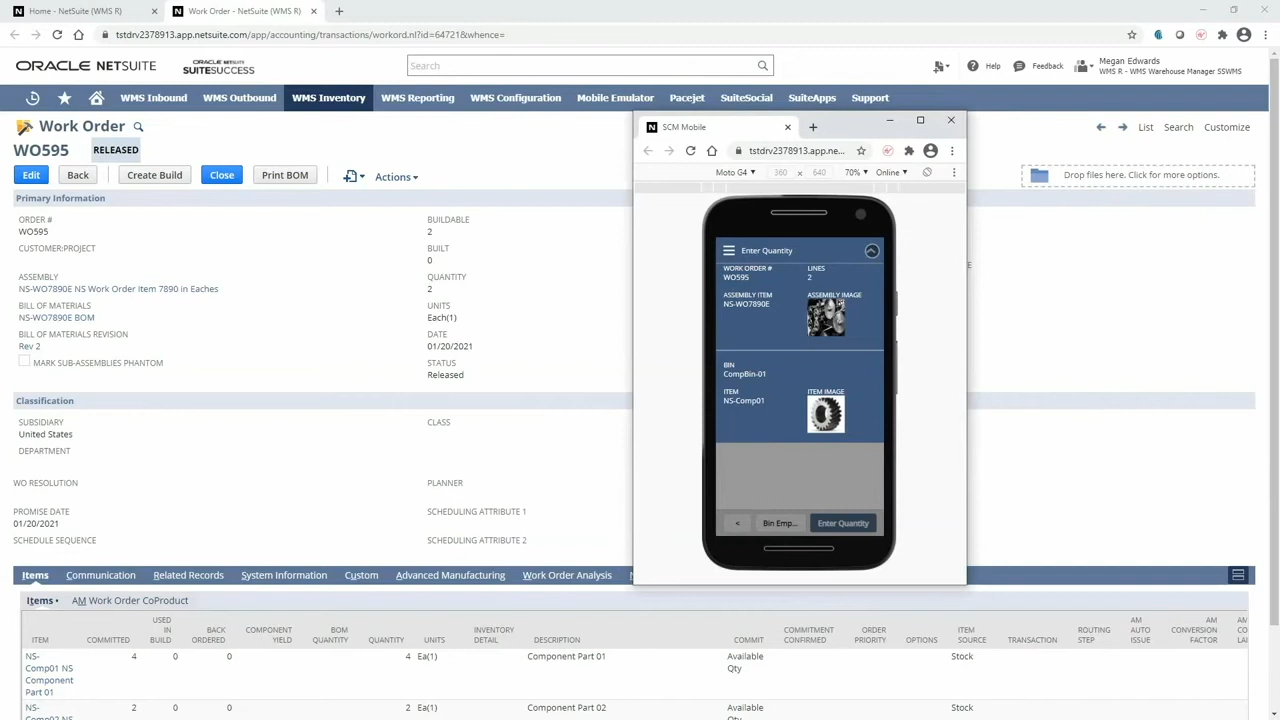 Home - NetSuite (WMS R)
Work Order - NetSuite (WMS R)
tstdrv2378913.app.netsuite.com/app/accounting/transactions/workord.nl?id=64721&whence=
ORACLE NETSUITE
SUITESUCCESS
Search
Help
Feedback
Megan Edwards
WMS R - WMS Warehouse Manager SSWMS
WMS Inbound
WMS Outbound
WMS Inventory
WMS Reporting
WMS Configuration
Mobile Emulator
Pacejet
SuiteSocial
SuiteApps
Support
Work Order
List
Search
Customize
WO595
RELEASED
Edit
Back
Create Build
Close
Print BOM
Actions
Drop files here. Click for more options.
Primary Information
ORDER #
WO595
CUSTOMER:PROJECT
ASSEMBLY
NS-WO7890E NS Work Order Item 7890 in Eaches
BILL OF MATERIALS
NS-WO7890E BOM
BILL OF MATERIALS REVISION
Rev 2
MARK SUB-ASSEMBLIES PHANTOM
BUILDABLE
2
BUILT
0
QUANTITY
2
UNITS
Each(1)
DATE
01/20/2021
STATUS
Released
Classification
SUBSIDIARY
United States
DEPARTMENT
CLASS
WO RESOLUTION
PLANNER
PROMISE DATE
01/20/2021
SCHEDULING ATTRIBUTE 1
SCHEDULE SEQUENCE
SCHEDULING ATTRIBUTE 2
SCM Mobile
tstdrv2378913.app.ne...
Moto G4
360 x 640
70%
Online
Enter Quantity
WORK ORDER #
WO595
LINES
2
ASSEMBLY ITEM
NS-WO7890E
ASSEMBLY IMAGE
BIN
CompBin-01
ITEM
NS-Comp01
ITEM IMAGE
<
Bin Emp...
Enter Quantity
Items
Communication
Related Records
System Information
Custom
Advanced Manufacturing
Work Order Analysis
Items •
AM Work Order CoProduct
ITEM
COMMITTED
USED IN BUILD
BACK ORDERED
COMPONENT YIELD
BOM QUANTITY
QUANTITY
UNITS
INVENTORY DETAIL
DESCRIPTION
COMMIT
COMMITMENT CONFIRMED
ORDER PRIORITY
OPTIONS
ITEM SOURCE
TRANSACTION
ROUTING STEP
AM AUTO ISSUE
AM CONVERSION FACTOR
NS-Comp01 NS Component Part 01
4
0
0
4
Ea(1)
Component Part 01
Available Qty
Stock
NS-
2
0
0
2
Ea(1)
Component Part 02
Available
Stock